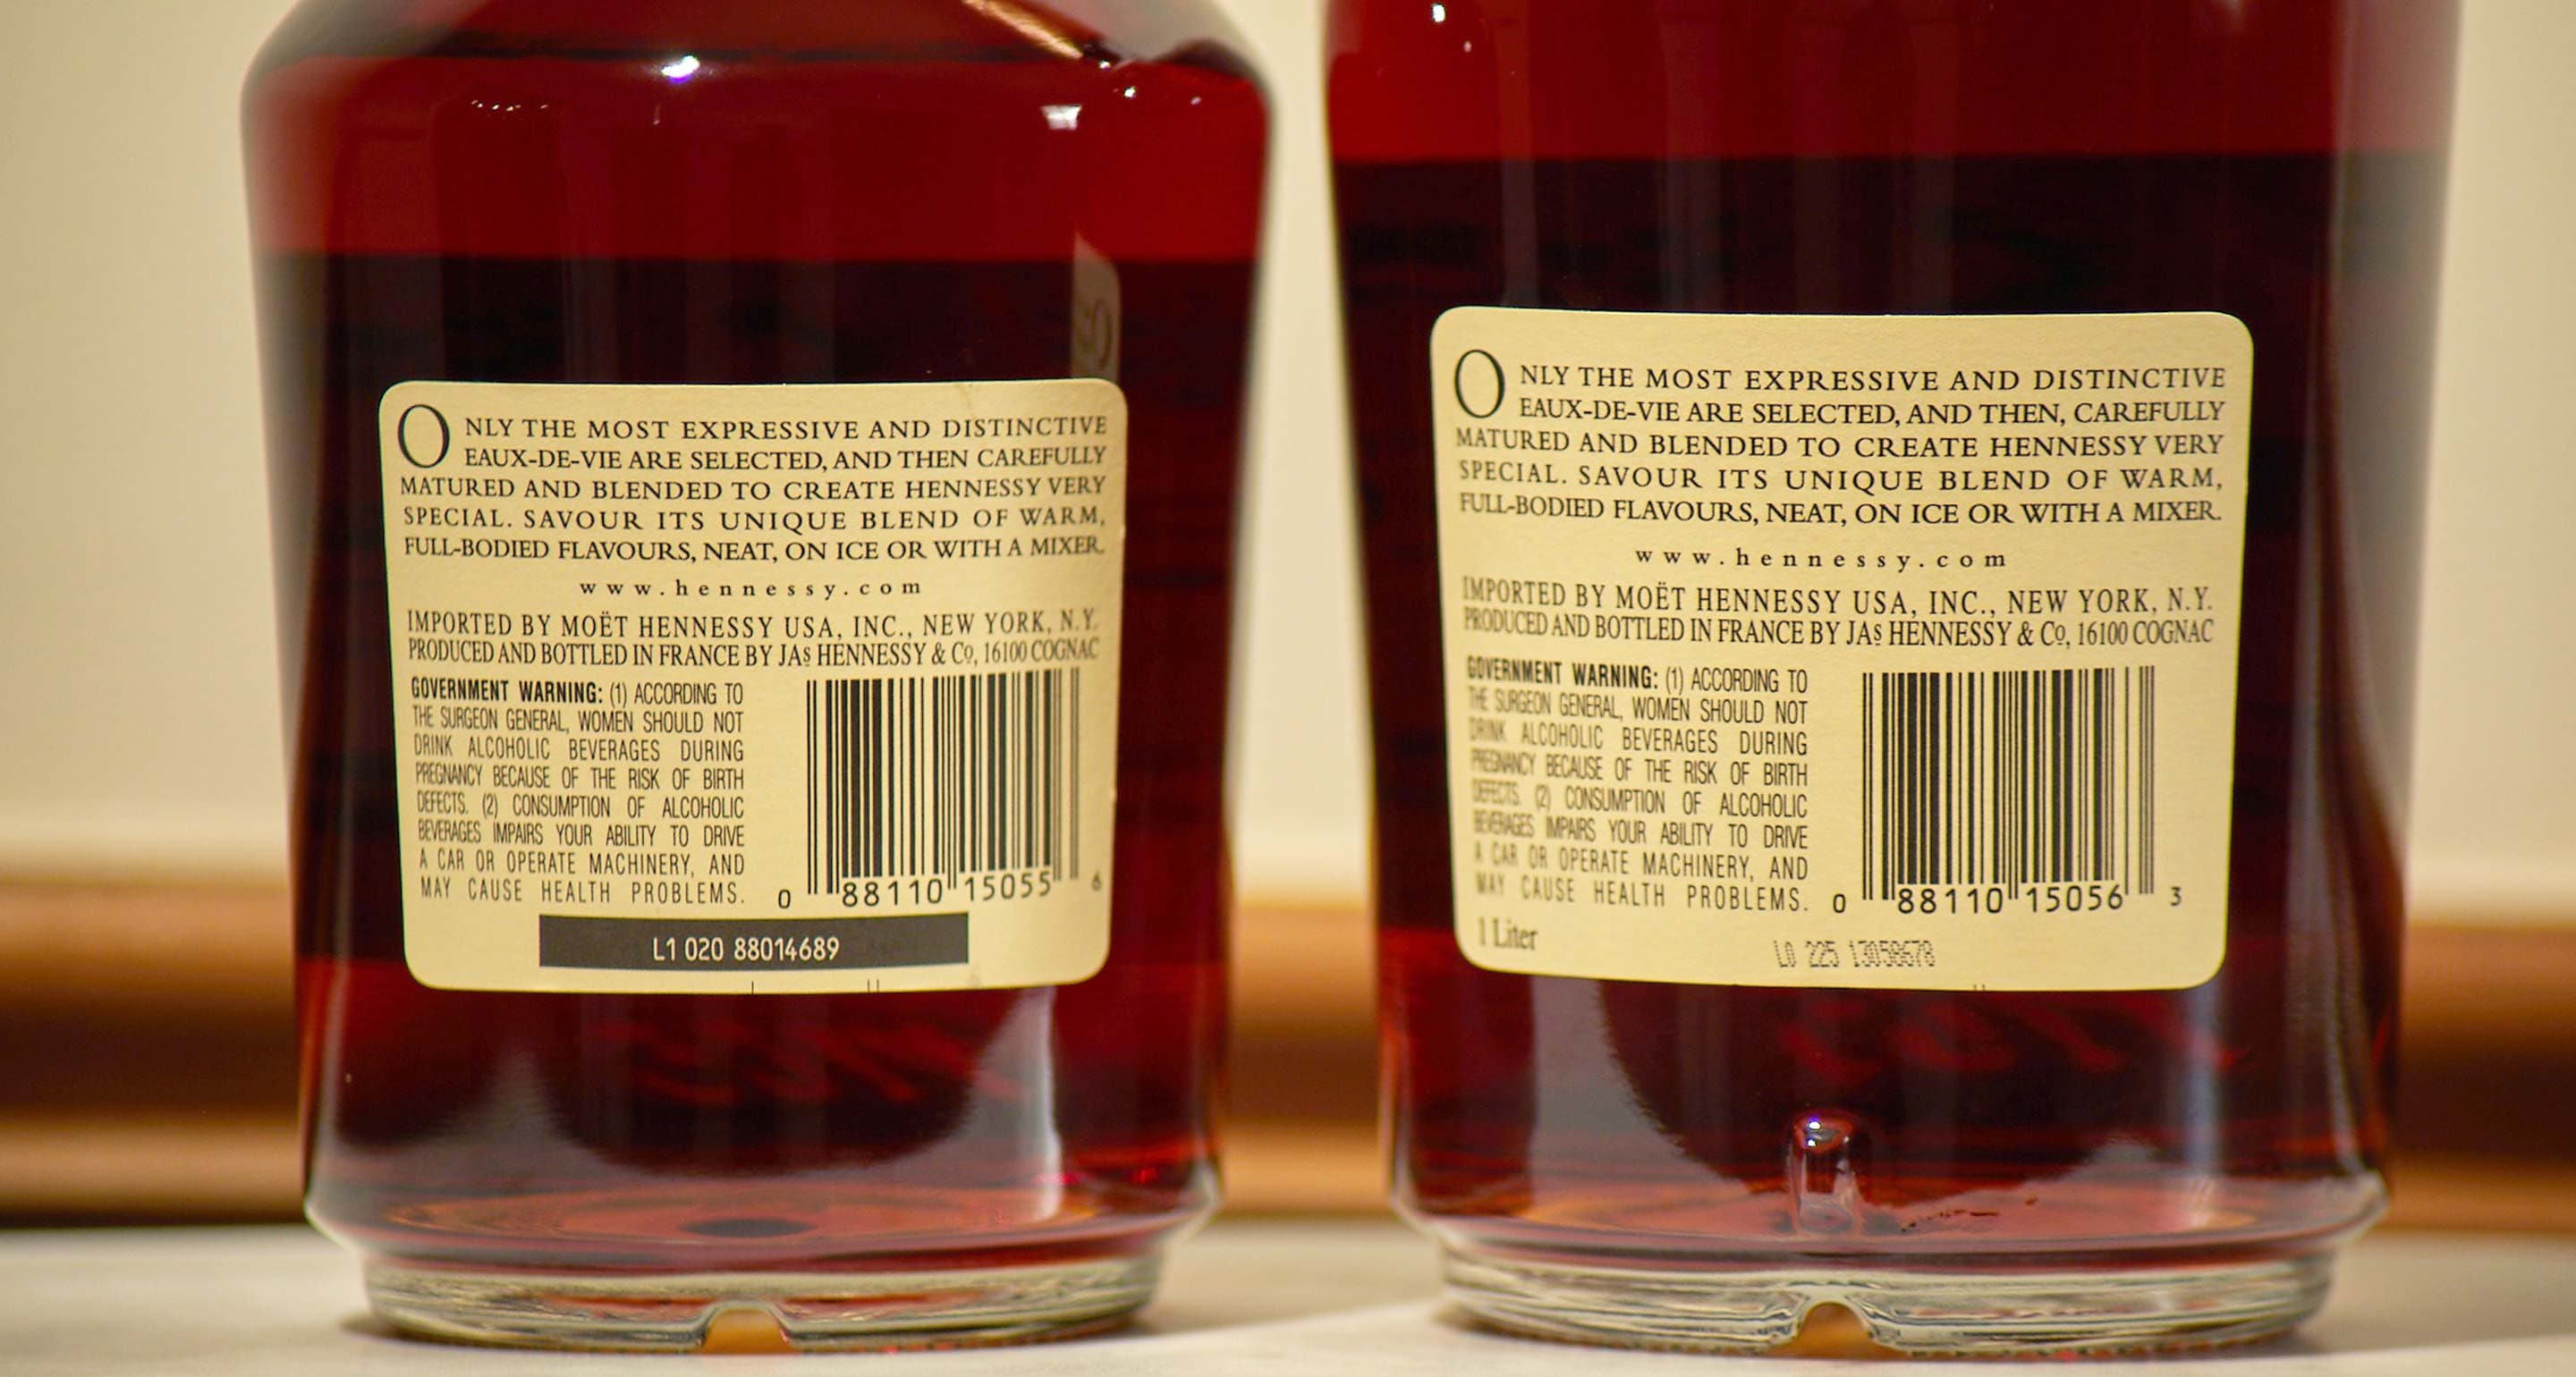 ONLY THE MOST EXPRESSIVE AND DISTINCTIVE
EAUX-DE-VIE ARE SELECTED, AND THEN CAREFULLY
MATURED AND BLENDED TO CREATE HENNESSY VERY
SPECIAL. SAVOUR ITS UNIQUE BLEND OF WARM,
FULL-BODIED FLAVOURS, NEAT, ON ICE OR WITH A MIXER.
www.hennessy.com
IMPORTED BY MOËT HENNESSY USA, INC., NEW YORK, N.Y.
PRODUCED AND BOTTLED IN FRANCE BY JAs HENNESSY & Co, 16100 COGNAC
GOVERNMENT WARNING: (1) ACCORDING TO
THE SURGEON GENERAL, WOMEN SHOULD NOT
DRINK ALCOHOLIC BEVERAGES DURING
PREGNANCY BECAUSE OF THE RISK OF BIRTH
DEFECTS. (2) CONSUMPTION OF ALCOHOLIC
BEVERAGES IMPAIRS YOUR ABILITY TO DRIVE
A CAR OR OPERATE MACHINERY, AND
MAY CAUSE HEALTH PROBLEMS.
0 88110 15055 6
L1 020 88014689
ONLY THE MOST EXPRESSIVE AND DISTINCTIVE
EAUX-DE-VIE ARE SELECTED, AND THEN, CAREFULLY
MATURED AND BLENDED TO CREATE HENNESSY VERY
SPECIAL. SAVOUR ITS UNIQUE BLEND OF WARM,
FULL-BODIED FLAVOURS, NEAT, ON ICE OR WITH A MIXER.
www.hennessy.com
IMPORTED BY MOËT HENNESSY USA, INC., NEW YORK, N.Y.
PRODUCED AND BOTTLED IN FRANCE BY JAs HENNESSY & Co, 16100 COGNAC
GOVERNMENT WARNING: (1) ACCORDING TO
THE SURGEON GENERAL, WOMEN SHOULD NOT
DRINK ALCOHOLIC BEVERAGES DURING
PREGNANCY BECAUSE OF THE RISK OF BIRTH
DEFECTS. (2) CONSUMPTION OF ALCOHOLIC
BEVERAGES IMPAIRS YOUR ABILITY TO DRIVE
A CAR OR OPERATE MACHINERY, AND
MAY CAUSE HEALTH PROBLEMS.
0 88110 15056 3
1 Liter
L0 225 13058678